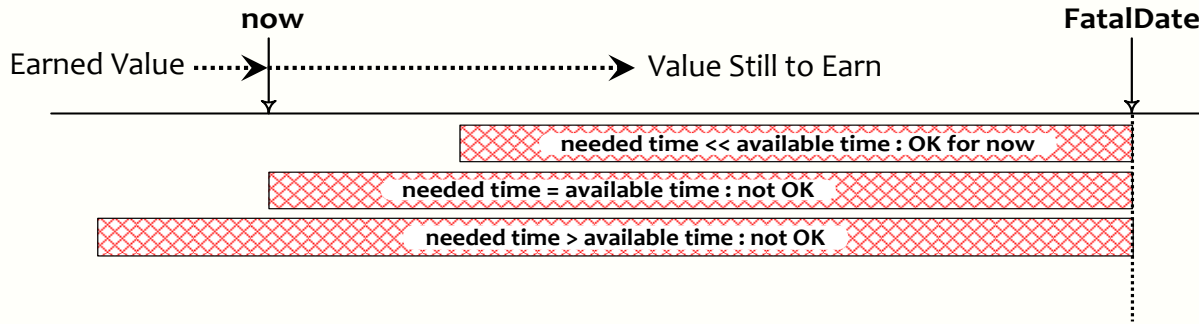 now
FatalDate
Earned Value
Value Still to Earn
needed time << available time : OK for now
needed time = available time : not OK
needed time > available time : not OK